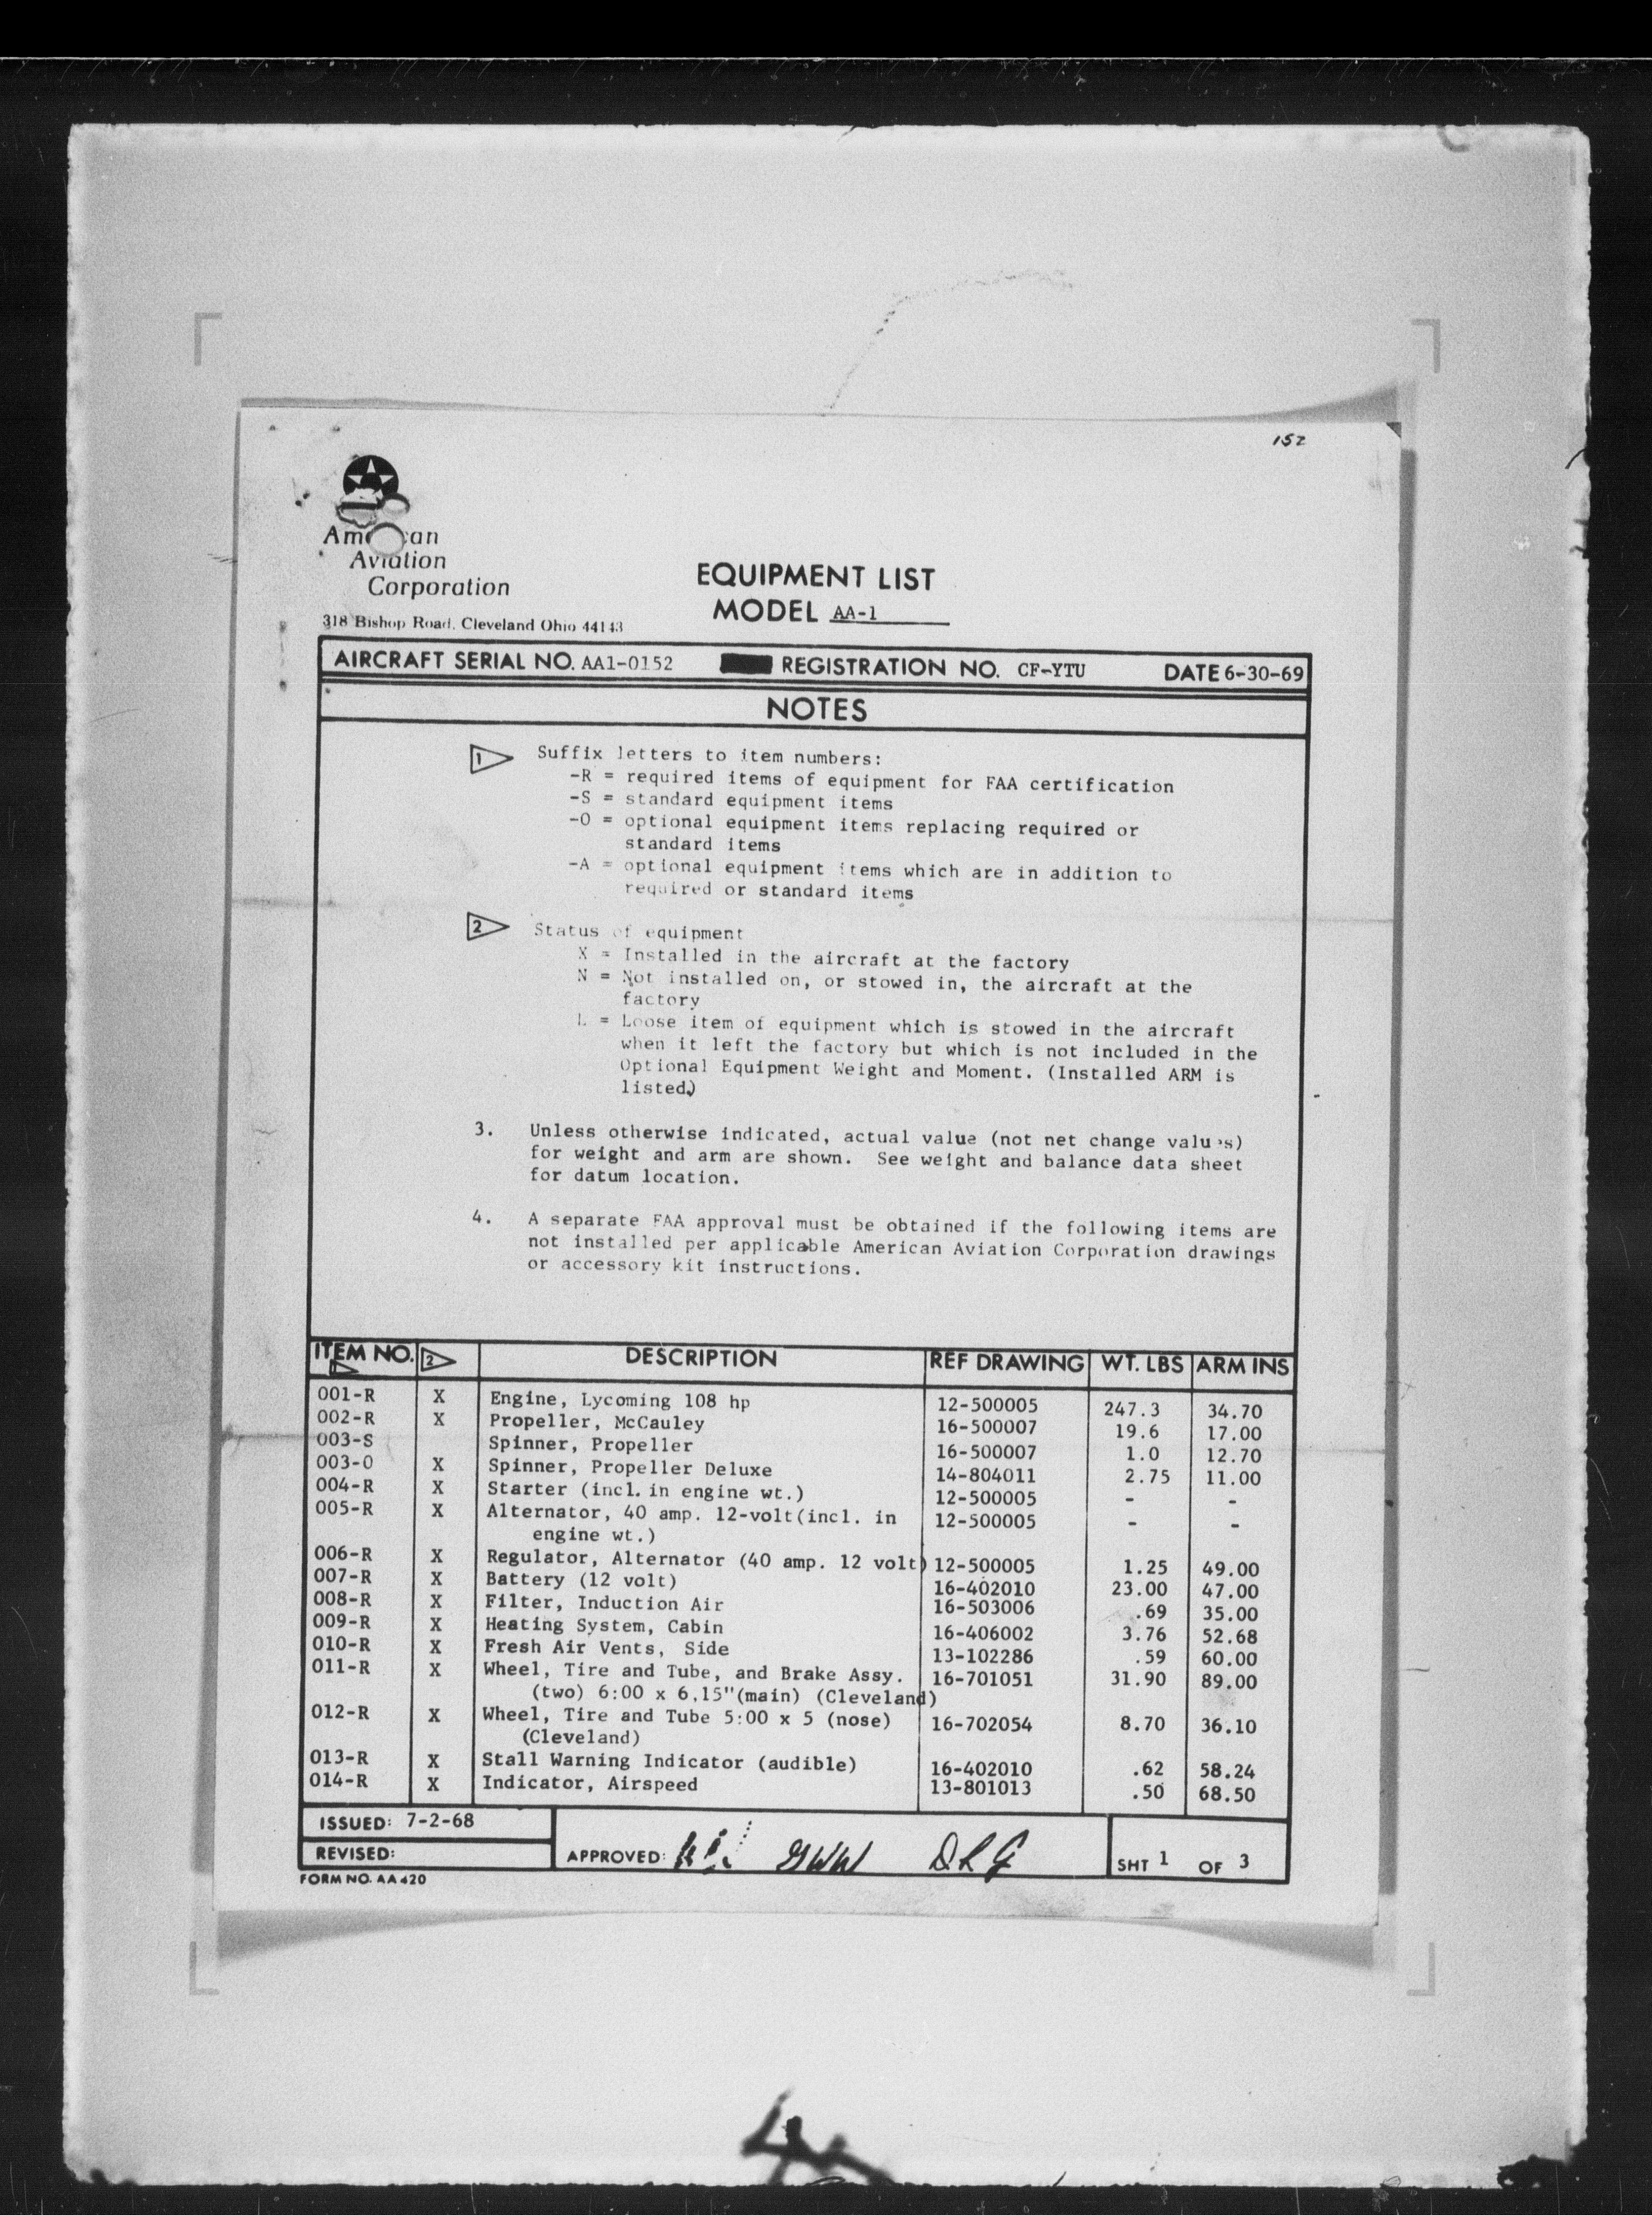 152
American
Aviation
Corporation
318 Bishop Road, Cleveland Ohio 44143
EQUIPMENT LIST
MODEL AA-1
AIRCRAFT SERIAL NO. AA1-0152 REGISTRATION NO. CF-YTU DATE 6-30-69
NOTES
1 Suffix letters to item numbers:
-R = required items of equipment for FAA certification
-S = standard equipment items
-O = optional equipment items replacing required or
standard items
-A = optional equipment items which are in addition to
required or standard items
2 Status of equipment
X = Installed in the aircraft at the factory
N = Not installed on, or stowed in, the aircraft at the
factory
L = Loose item of equipment which is stowed in the aircraft
when it left the factory but which is not included in the
Optional Equipment Weight and Moment. (Installed ARM is
listed)
3. Unless otherwise indicated, actual value (not net change values)
for weight and arm are shown. See weight and balance data sheet
for datum location.
4. A separate FAA approval must be obtained if the following items are
not installed per applicable American Aviation Corporation drawings
or accessory kit instructions.
ITEM NO. 2 DESCRIPTION REF DRAWING WT. LBS ARM INS
001-R X Engine, Lycoming 108 hp 12-500005 247.3 34.70
002-R X Propeller, McCauley 16-500007 19.6 17.00
003-S Spinner, Propeller 16-500007 1.0 12.70
003-O X Spinner, Propeller Deluxe 14-804011 2.75 11.00
004-R X Starter (incl. in engine wt.) 12-500005 - -
005-R X Alternator, 40 amp. 12-volt(incl. in 12-500005 - -
engine wt.)
006-R X Regulator, Alternator (40 amp. 12 volt) 12-500005 1.25 49.00
007-R X Battery (12 volt) 16-402010 23.00 47.00
008-R X Filter, Induction Air 16-503006 .69 35.00
009-R X Heating System, Cabin 16-406002 3.76 52.68
010-R X Fresh Air Vents, Side 13-102286 .59 60.00
011-R X Wheel, Tire and Tube, and Brake Assy. 16-701051 31.90 89.00
(two) 6:00 x 6,15"(main) (Cleveland)
012-R X Wheel, Tire and Tube 5:00 x 5 (nose) 16-702054 8.70 36.10
(Cleveland)
013-R X Stall Warning Indicator (audible) 16-402010 .62 58.24
014-R X Indicator, Airspeed 13-801013 .50 68.50
ISSUED: 7-2-68
REVISED:
APPROVED: GWW DLG
SHT 1 OF 3
FORM NO. AA420